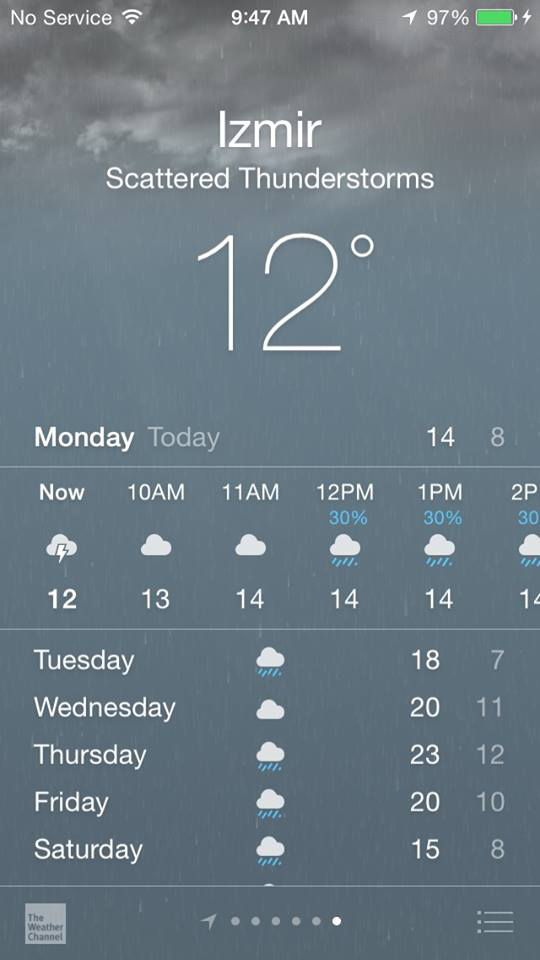 No Service 9:47 AM 97%
Izmir
Scattered Thunderstorms
12°
Monday Today 14 8
Now 10AM 11AM 12PM 1PM 2P
30% 30% 30
12 13 14 14 14 14
Tuesday 18 7
Wednesday 20 11
Thursday 23 12
Friday 20 10
Saturday 15 8
The
Weather
Channel